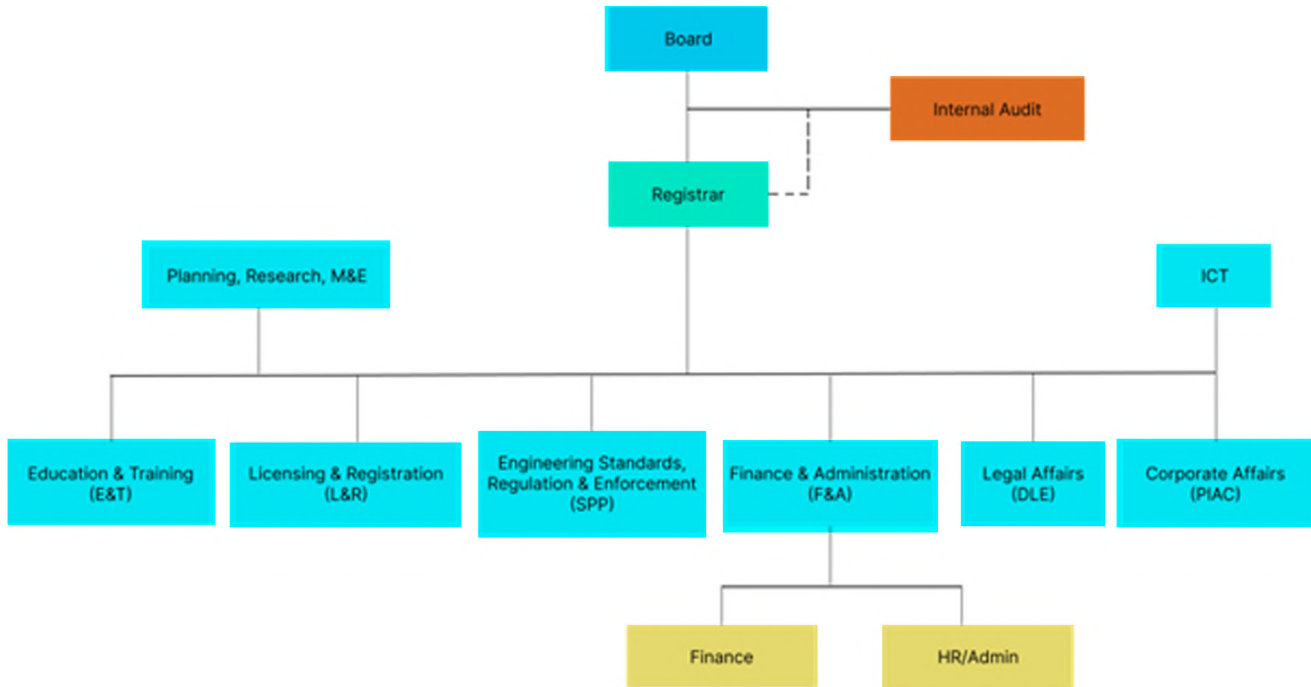 Board
Internal Audit
Registrar
Planning, Research, M&E
ICT
Education & Training
(E&T)
Licensing & Registration
(L&R)
Engineering Standards,
Regulation & Enforcement
(SPP)
Finance & Administration
(F&A)
Legal Affairs
(DLE)
Corporate Affairs
(PIAC)
Finance
HR/Admin